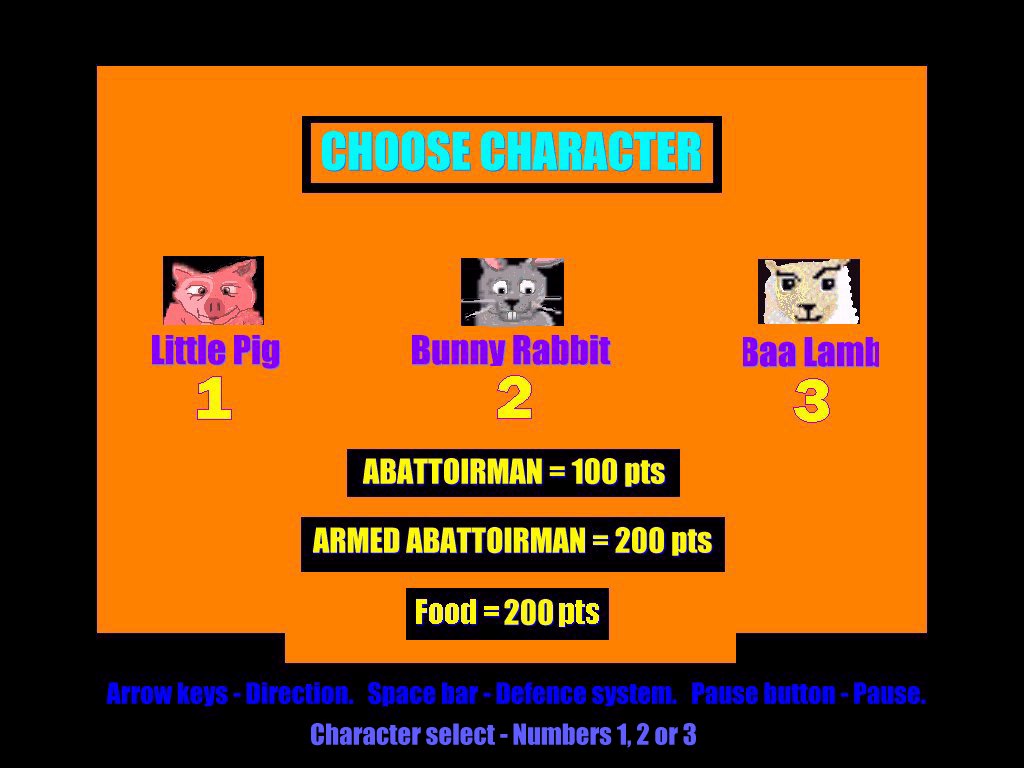 CHOOSE CHARACTER
Little Pig
Bunny Rabbit
Baa Lamb
1
2
3
ABATTOIRMAN = 100 pts
ARMED ABATTOIRMAN = 200 pts
Food = 200 pts
Arrow keys - Direction. Space bar - Defence system. Pause button - Pause.
Character select - Numbers 1, 2 or 3